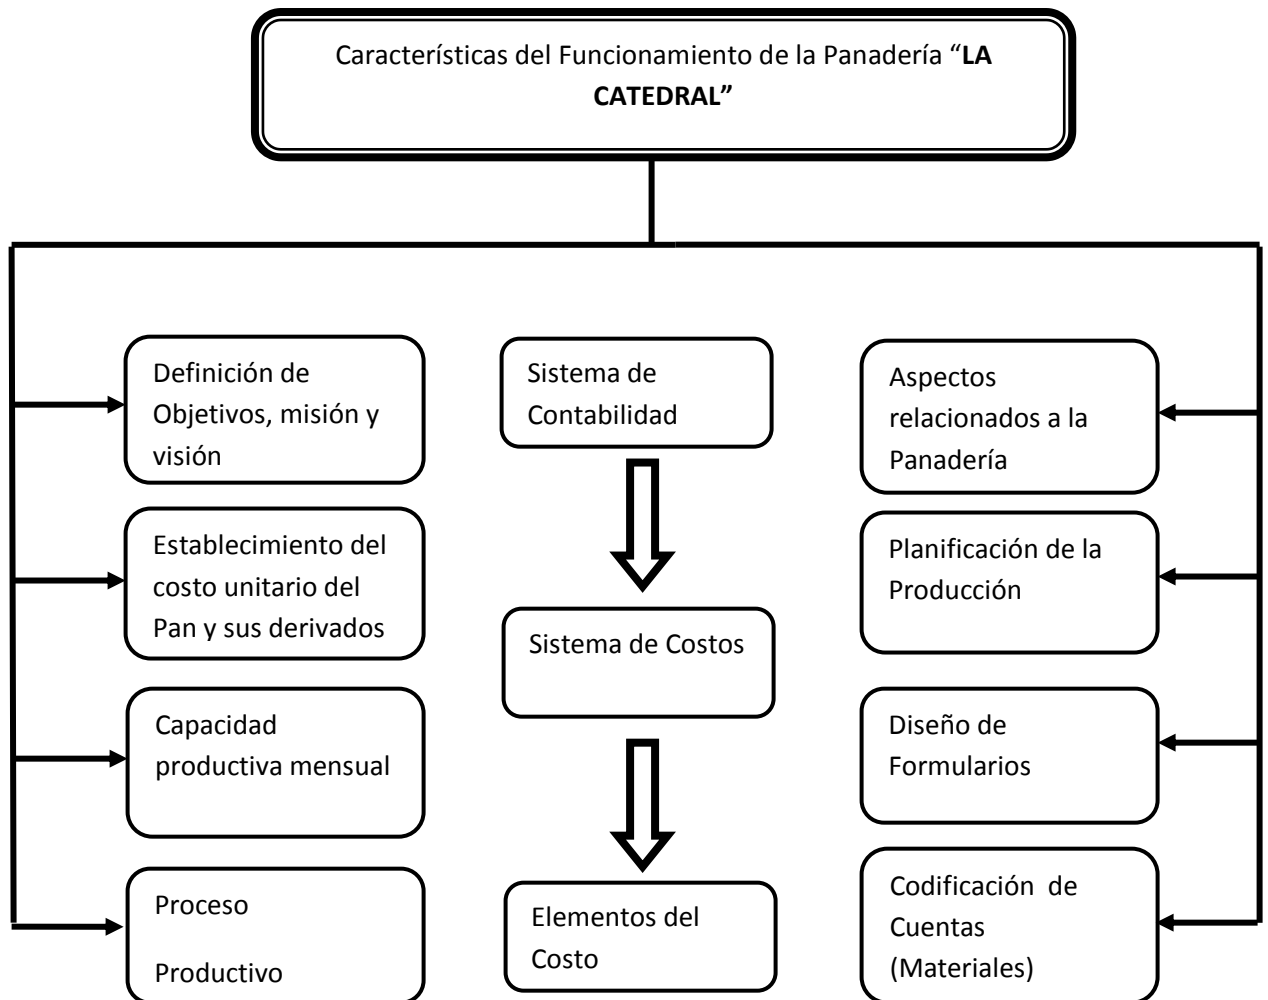 Características del Funcionamiento de la Panadería “LA
CATEDRAL”
Definición de
Objetivos, misión y
visión
Establecimiento del
costo unitario del
Pan y sus derivados
Capacidad
productiva mensual
Proceso
Productivo
Sistema de
Contabilidad
Sistema de Costos
Elementos del
Costo
Aspectos
relacionados a la
Panadería
Planificación de la
Producción
Diseño de
Formularios
Codificación de
Cuentas
(Materiales)